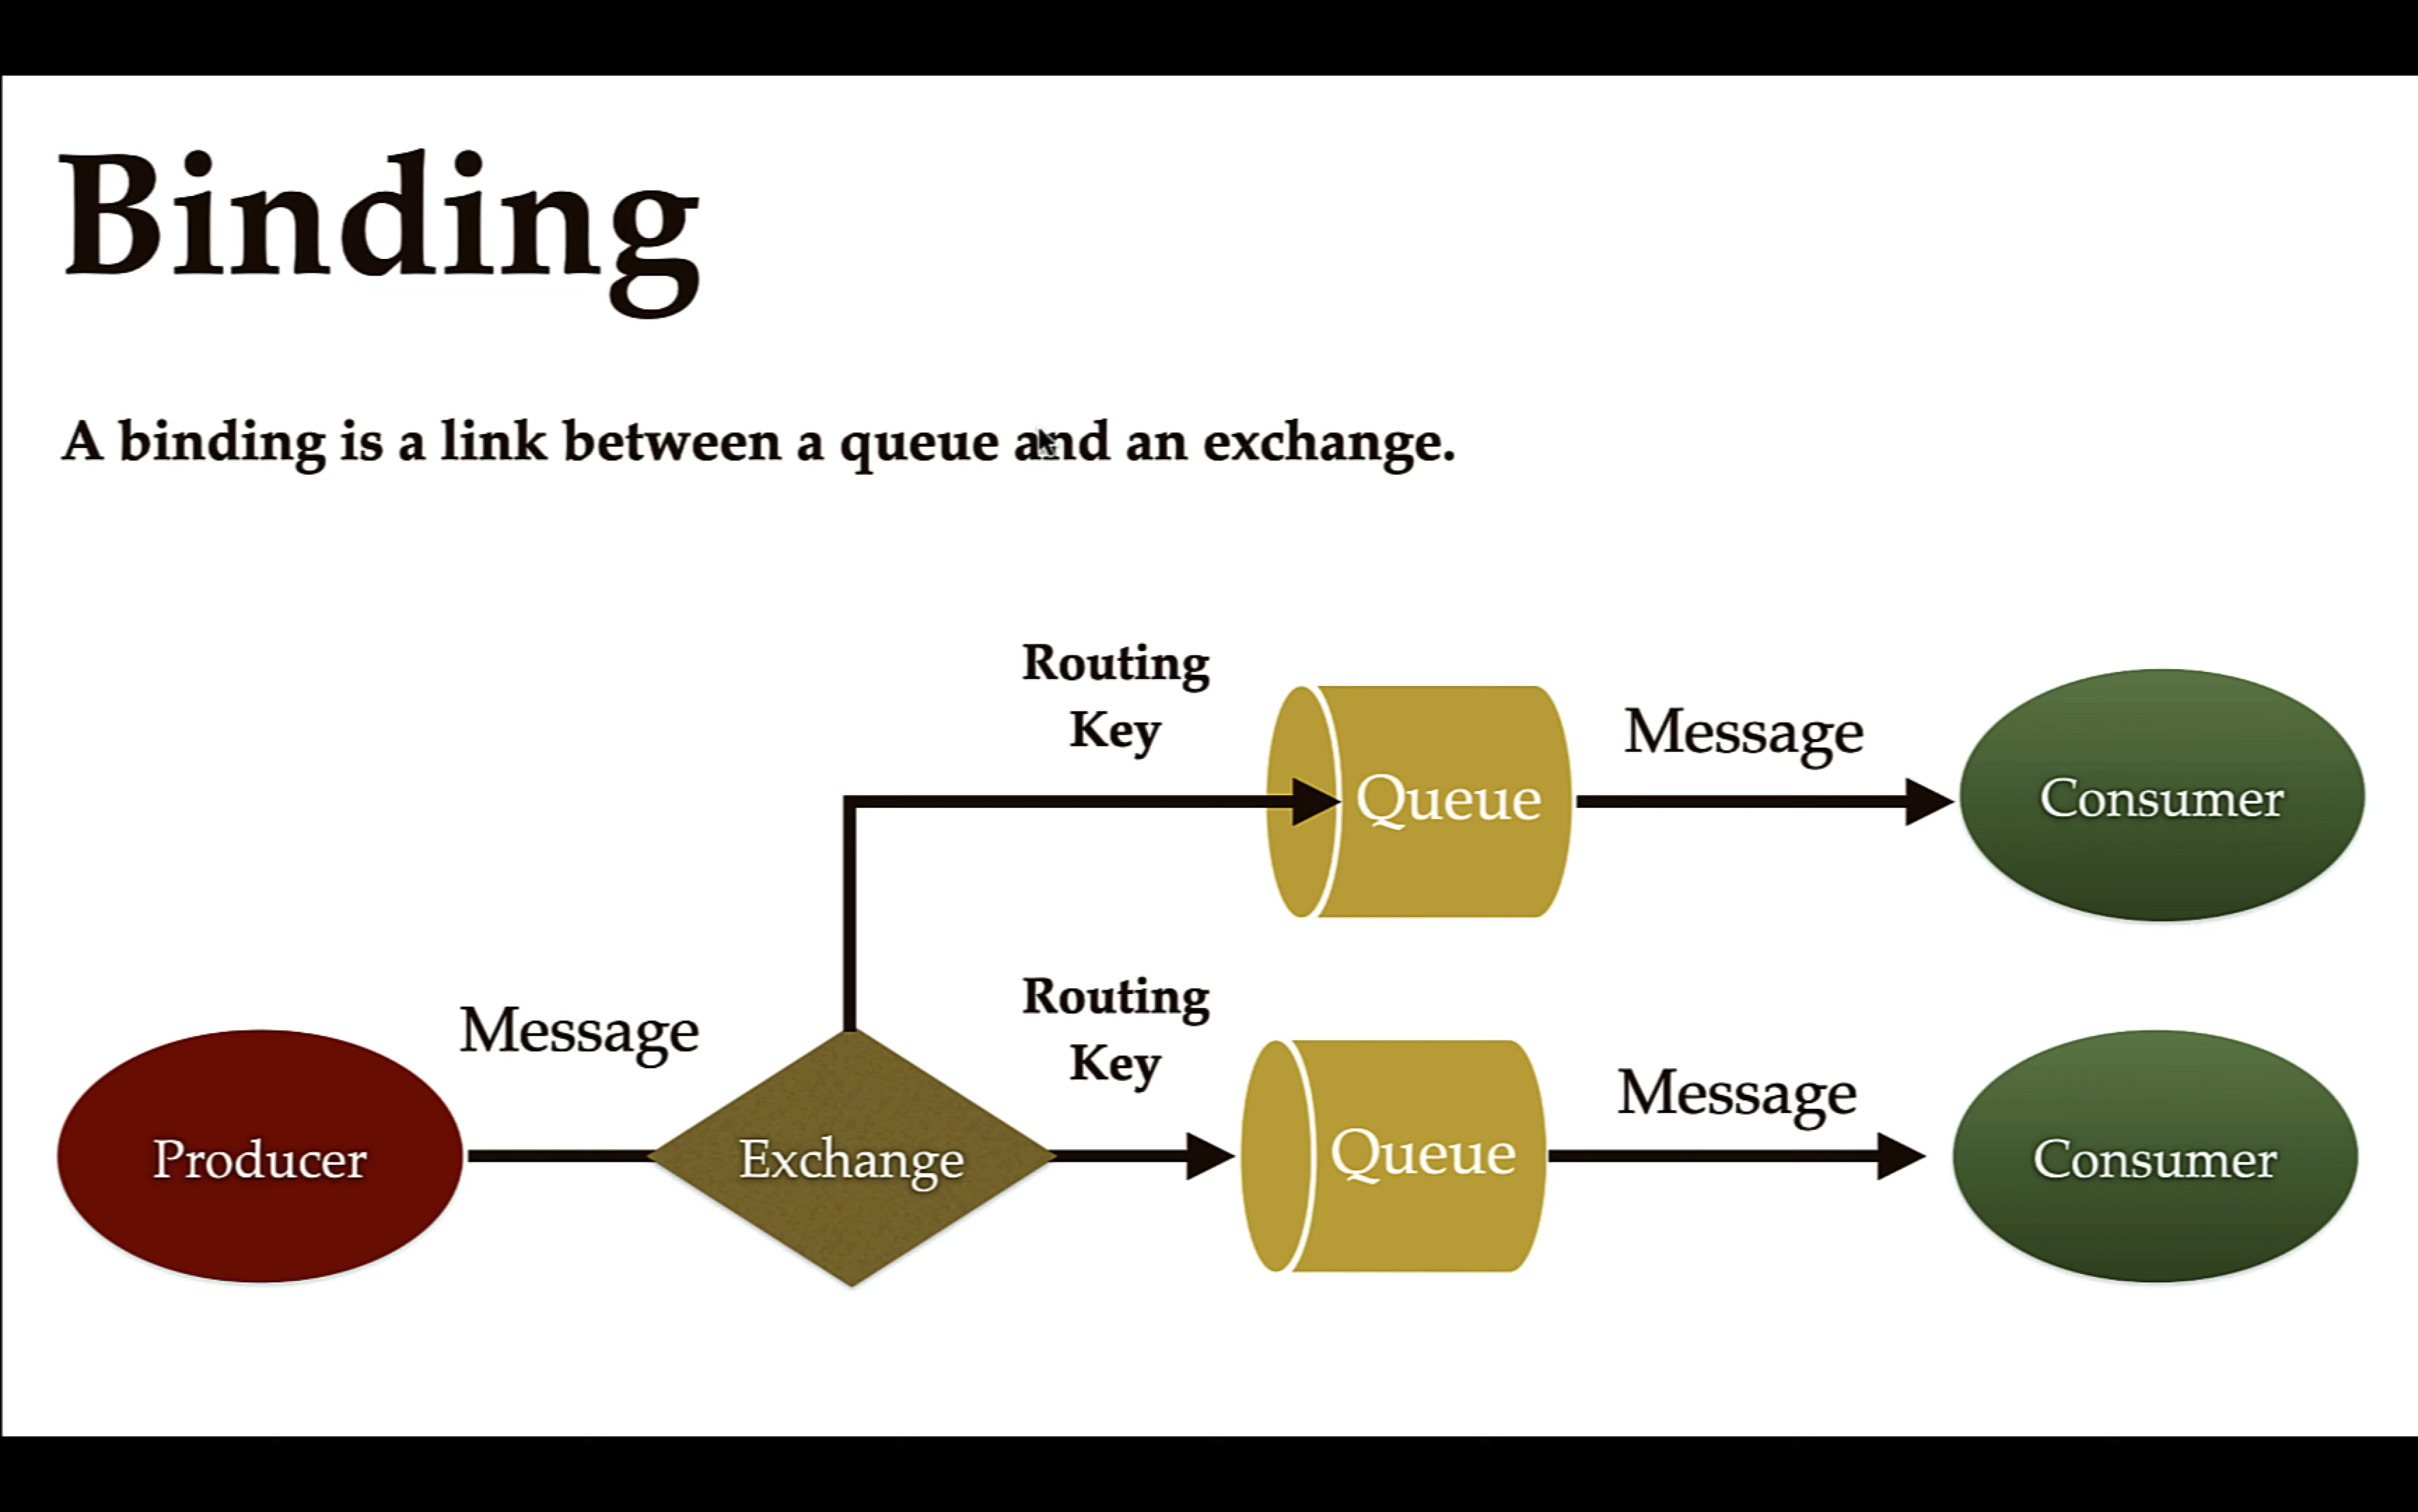 Binding
A binding is a link between a queue and an exchange.
Routing
Key
Queue
Message
Consumer
Message
Routing
Key
Producer
Exchange
Queue
Message
Consumer